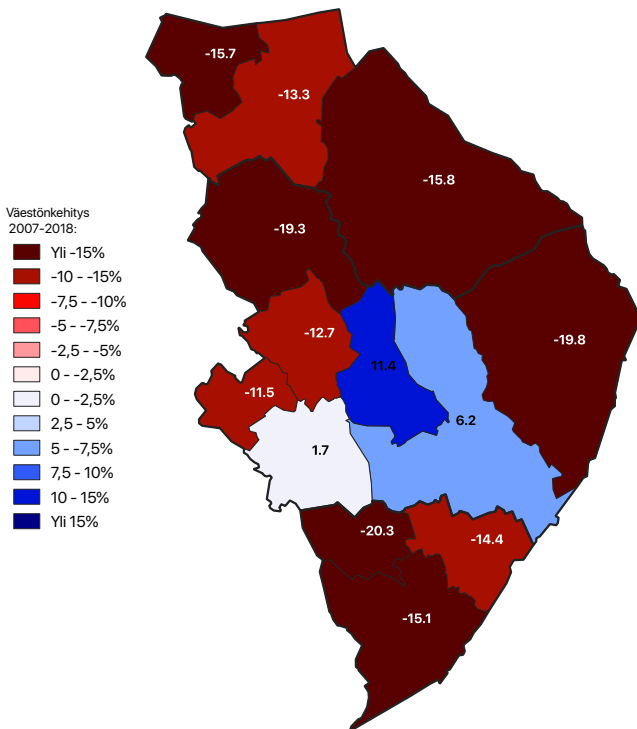 -15.7
-13.3
-15.8
-19.3
Väestönkehitys
2007-2018:
Yli -15%
-10 - -15%
-7,5 - -10%
-5 - -7,5%
-2,5 - -5%
0 - -2,5%
0 - -2,5%
2,5 - 5%
5 - -7,5%
7,5 - 10%
10 - 15%
Yli 15%
-12.7
11.4
-19.8
-11.5
6.2
1.7
-20.3
-14.4
-15.1